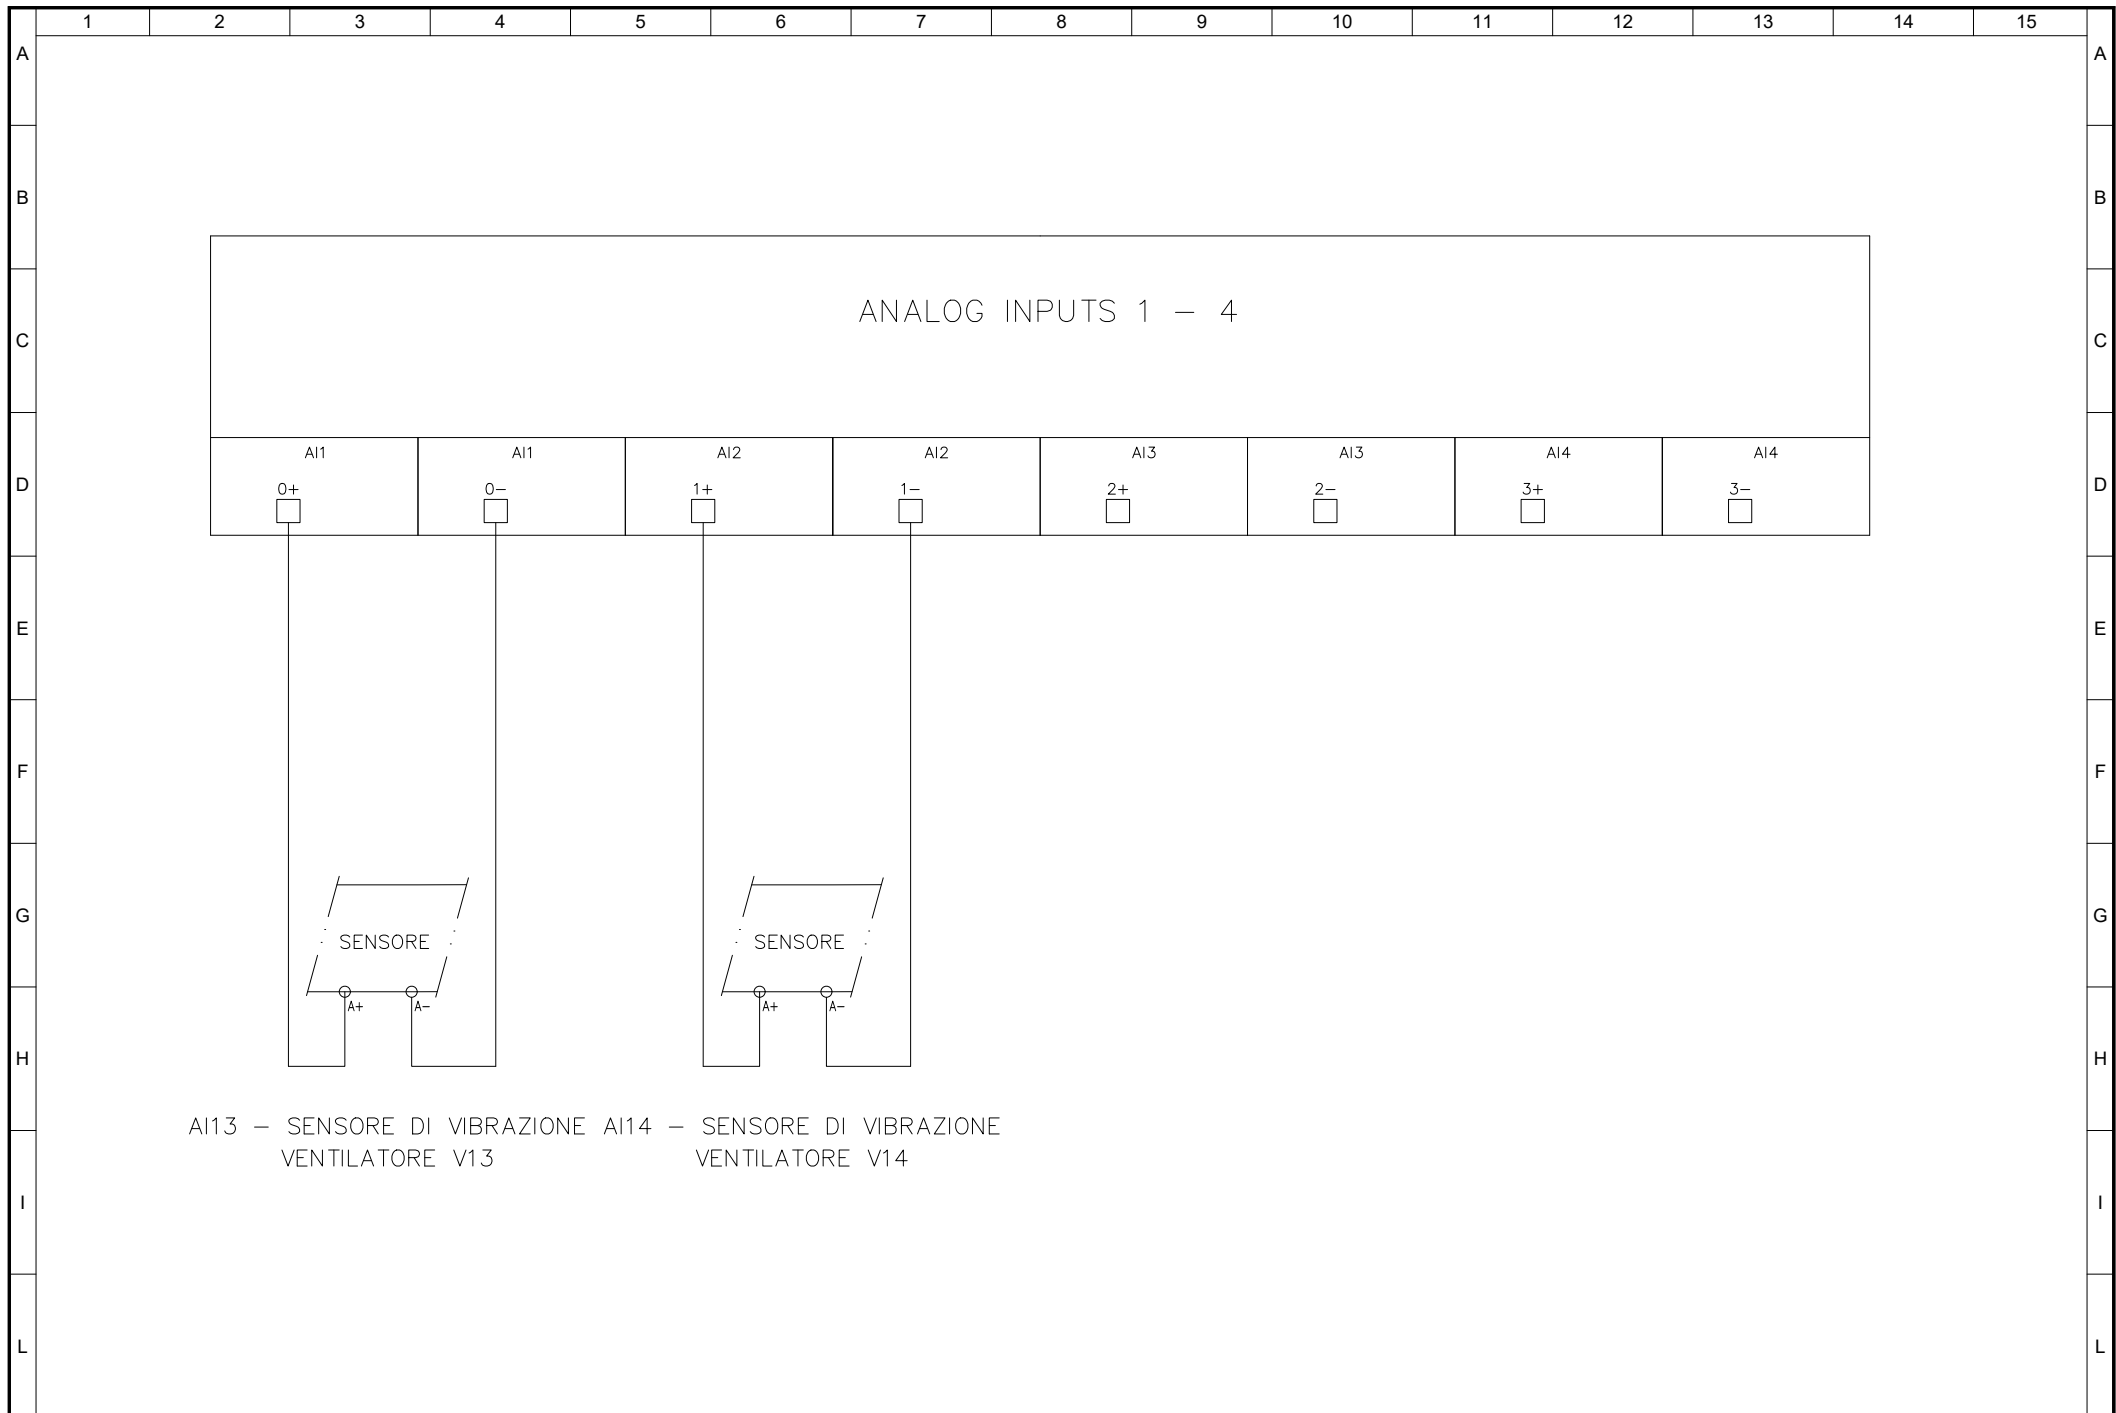 1 2 3 4 5 6 7 8 9 10 11 12 13 14 15
A A
B B
ANALOG INPUTS 1 – 4
C C
AI1 AI1 AI2 AI2 AI3 AI3 AI4 AI4
D D
0+ 0– 1+ 1– 2+ 2– 3+ 3–
E E
F F
G G
SENSORE SENSORE
A+ A– A+ A–
H H
AI13 – SENSORE DI VIBRAZIONE AI14 – SENSORE DI VIBRAZIONE
VENTILATORE V13 VENTILATORE V14
I I
L L